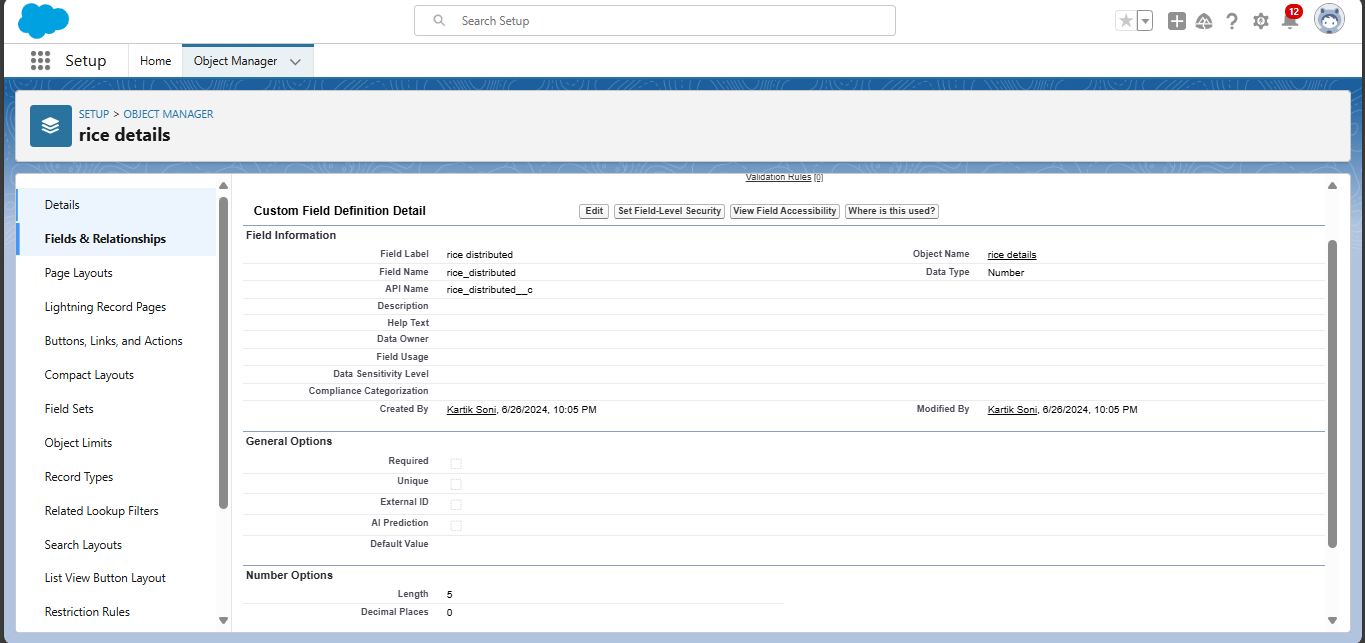 Search Setup
12
Setup
Home
Object Manager
SETUP > OBJECT MANAGER
rice details
Details
Fields & Relationships
Page Layouts
Lightning Record Pages
Buttons, Links, and Actions
Compact Layouts
Field Sets
Object Limits
Record Types
Related Lookup Filters
Search Layouts
List View Button Layout
Restriction Rules
Validation Rules [0]
Custom Field Definition Detail
Edit Set Field-Level Security View Field Accessibility Where is this used?
Field Information
Field Label rice distributed Object Name rice details
Field Name rice_distributed Data Type Number
API Name rice_distributed__c
Description
Help Text
Data Owner
Field Usage
Data Sensitivity Level
Compliance Categorization
Created By Kartik Soni, 6/26/2024, 10:05 PM Modified By Kartik Soni, 6/26/2024, 10:05 PM
General Options
Required
Unique
External ID
AI Prediction
Default Value
Number Options
Length 5
Decimal Places 0